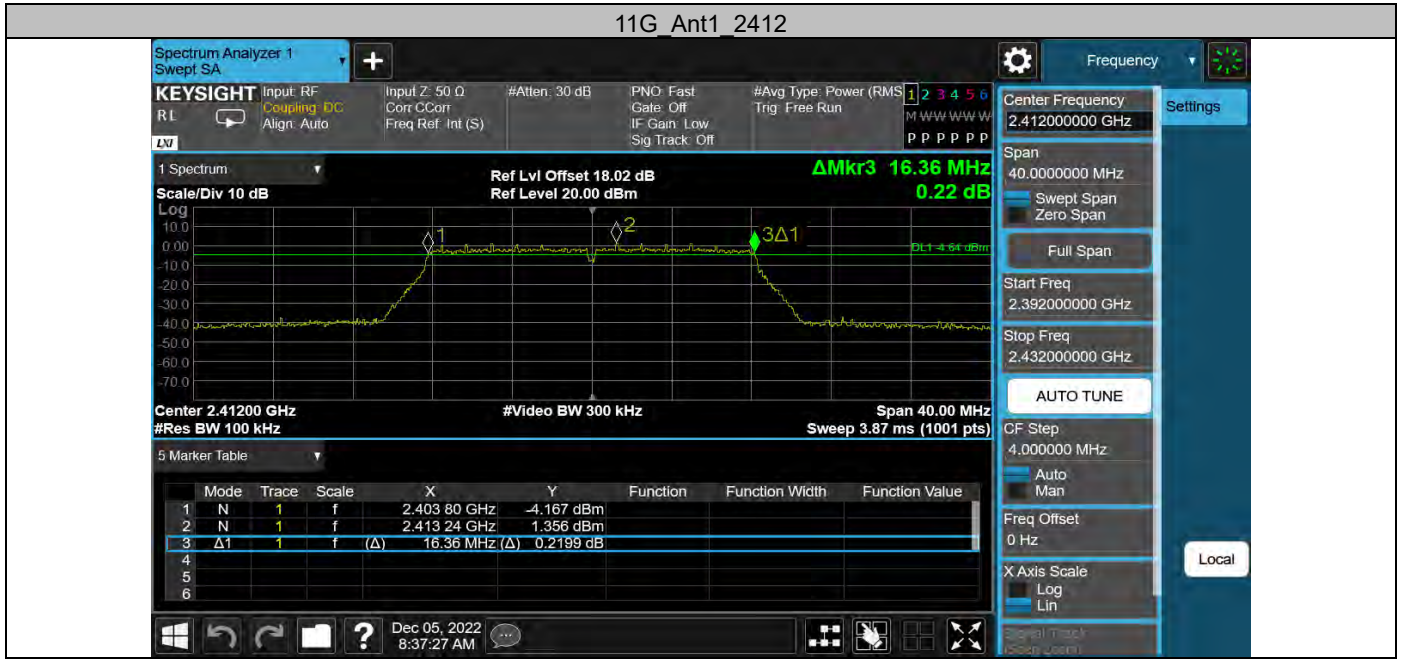 11G_Ant1_2412
Spectrum Analyzer 1
Swept SA
Frequency
KEYSIGHT
RL
LXI
Input: RF
Coupling: DC
Align: Auto
Input Z: 50 Ω
Corr CCorr
Freq Ref: Int (S)
#Atten: 30 dB
PNO: Fast
Gate: Off
IF Gain: Low
Sig Track: Off
#Avg Type: Power (RMS
Trig: Free Run
1 2 3 4 5 6
M W W W W W
P P P P P P
1 Spectrum
Scale/Div 10 dB
Ref Lvl Offset 18.02 dB
Ref Level 20.00 dBm
ΔMkr3 16.36 MHz
0.22 dB
Log
10.0
0.00
-10.0
-20.0
-30.0
-40.0
-50.0
-60.0
-70.0
1
2
3Δ1
DL1 -4.64 dBm
Center 2.41200 GHz
#Res BW 100 kHz
#Video BW 300 kHz
Span 40.00 MHz
Sweep 3.87 ms (1001 pts)
5 Marker Table
Mode Trace Scale X Y Function Function Width Function Value
1 N 1 f 2.403 80 GHz -4.167 dBm
2 N 1 f 2.413 24 GHz 1.356 dBm
3 Δ1 1 f (Δ) 16.36 MHz (Δ) 0.2199 dB
4
5
6
Dec 05, 2022
8:37:27 AM
Center Frequency
2.412000000 GHz
Span
40.0000000 MHz
Swept Span
Zero Span
Full Span
Start Freq
2.392000000 GHz
Stop Freq
2.432000000 GHz
AUTO TUNE
CF Step
4.000000 MHz
Auto
Man
Freq Offset
0 Hz
X Axis Scale
Log
Lin
Signal Track
(Span Zoom)
Settings
Local